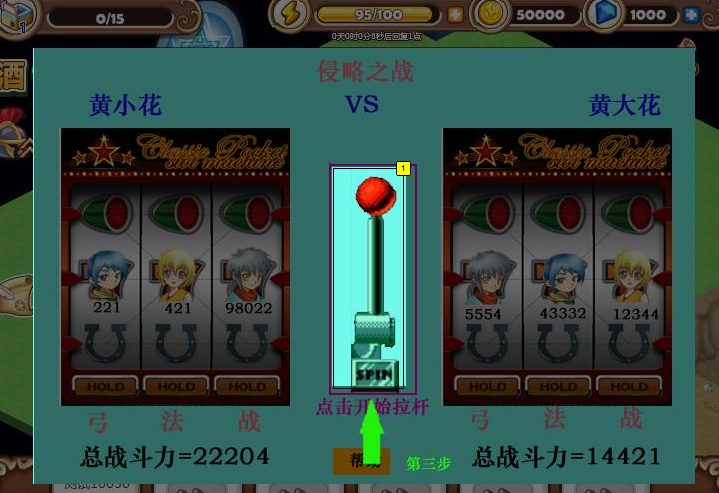 0/15
95/100
50000
1000
0天0时0分8秒后回复1点
1
酒
侵略之战
黄小花
VS
黄大花
Classic Pocket
slot machine
Classic Pocket
slot machine
1
221
421
98022
5554
43332
12344
SPIN
HOLD
HOLD
HOLD
HOLD
HOLD
HOLD
点击开始拉杆
弓
法
战
弓
法
战
总战斗力=22204
第三步
总战斗力=14421